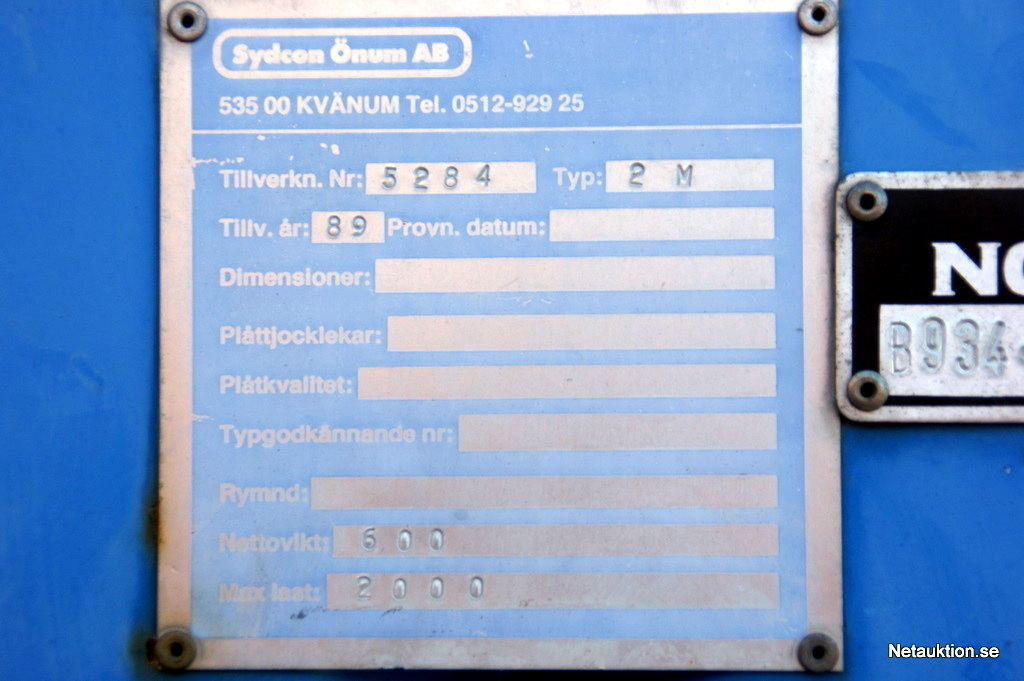 Sydcon Önum AB
535 00 KVÄNUM Tel. 0512-929 25
Tillverkn. Nr: 5284 Typ: 2 M
Tillv. år: 89 Provn. datum:
Dimensioner:
Plåttjocklekar:
Plåtkvalitet:
Typgodkännande nr:
Rymnd:
Nettovikt: 600
Max last: 2000
B934
Netauktion.se